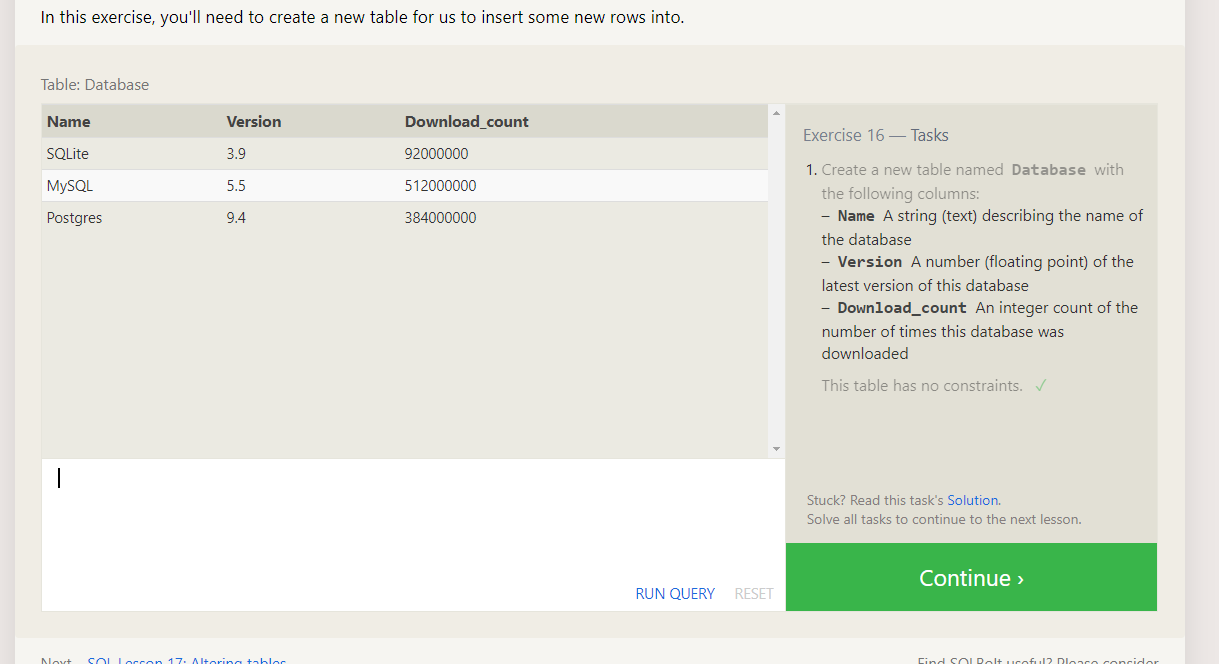 In this exercise, you'll need to create a new table for us to insert some new rows into.
Table: Database
Name Version Download_count
SQLite 3.9 92000000
MySQL 5.5 512000000
Postgres 9.4 384000000
RUN QUERY RESET
Exercise 16 — Tasks
1. Create a new table named Database with
the following columns:
– Name A string (text) describing the name of
the database
– Version A number (floating point) of the
latest version of this database
– Download_count An integer count of the
number of times this database was
downloaded
This table has no constraints. ✓
Stuck? Read this task's Solution.
Solve all tasks to continue to the next lesson.
Continue ›
Next – SQL Lesson 17: Altering tables
Find SQLBolt useful? Please consider